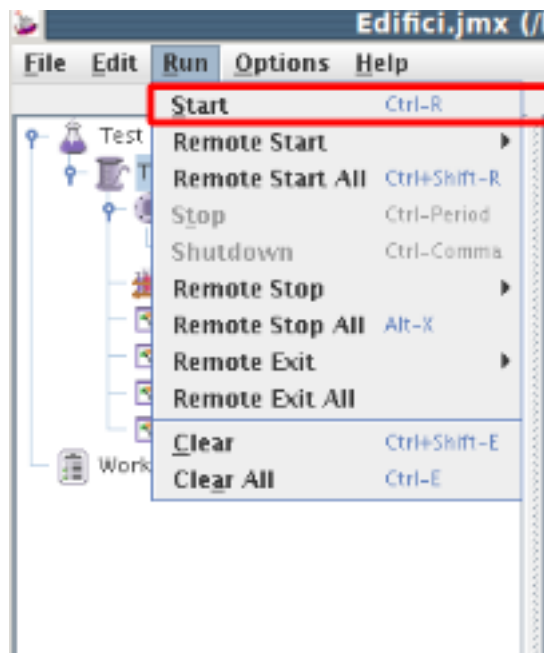 Edifici.jmx (/
File Edit Run Options Help
Start Ctrl-R
Test
Remote Start
T
Remote Start All Ctrl+Shift-R
Stop Ctrl-Period
Shutdown Ctrl-Comma
Remote Stop
Remote Stop All Alt-X
Remote Exit
Remote Exit All
Clear Ctrl+Shift-E
Work
Clear All Ctrl-E